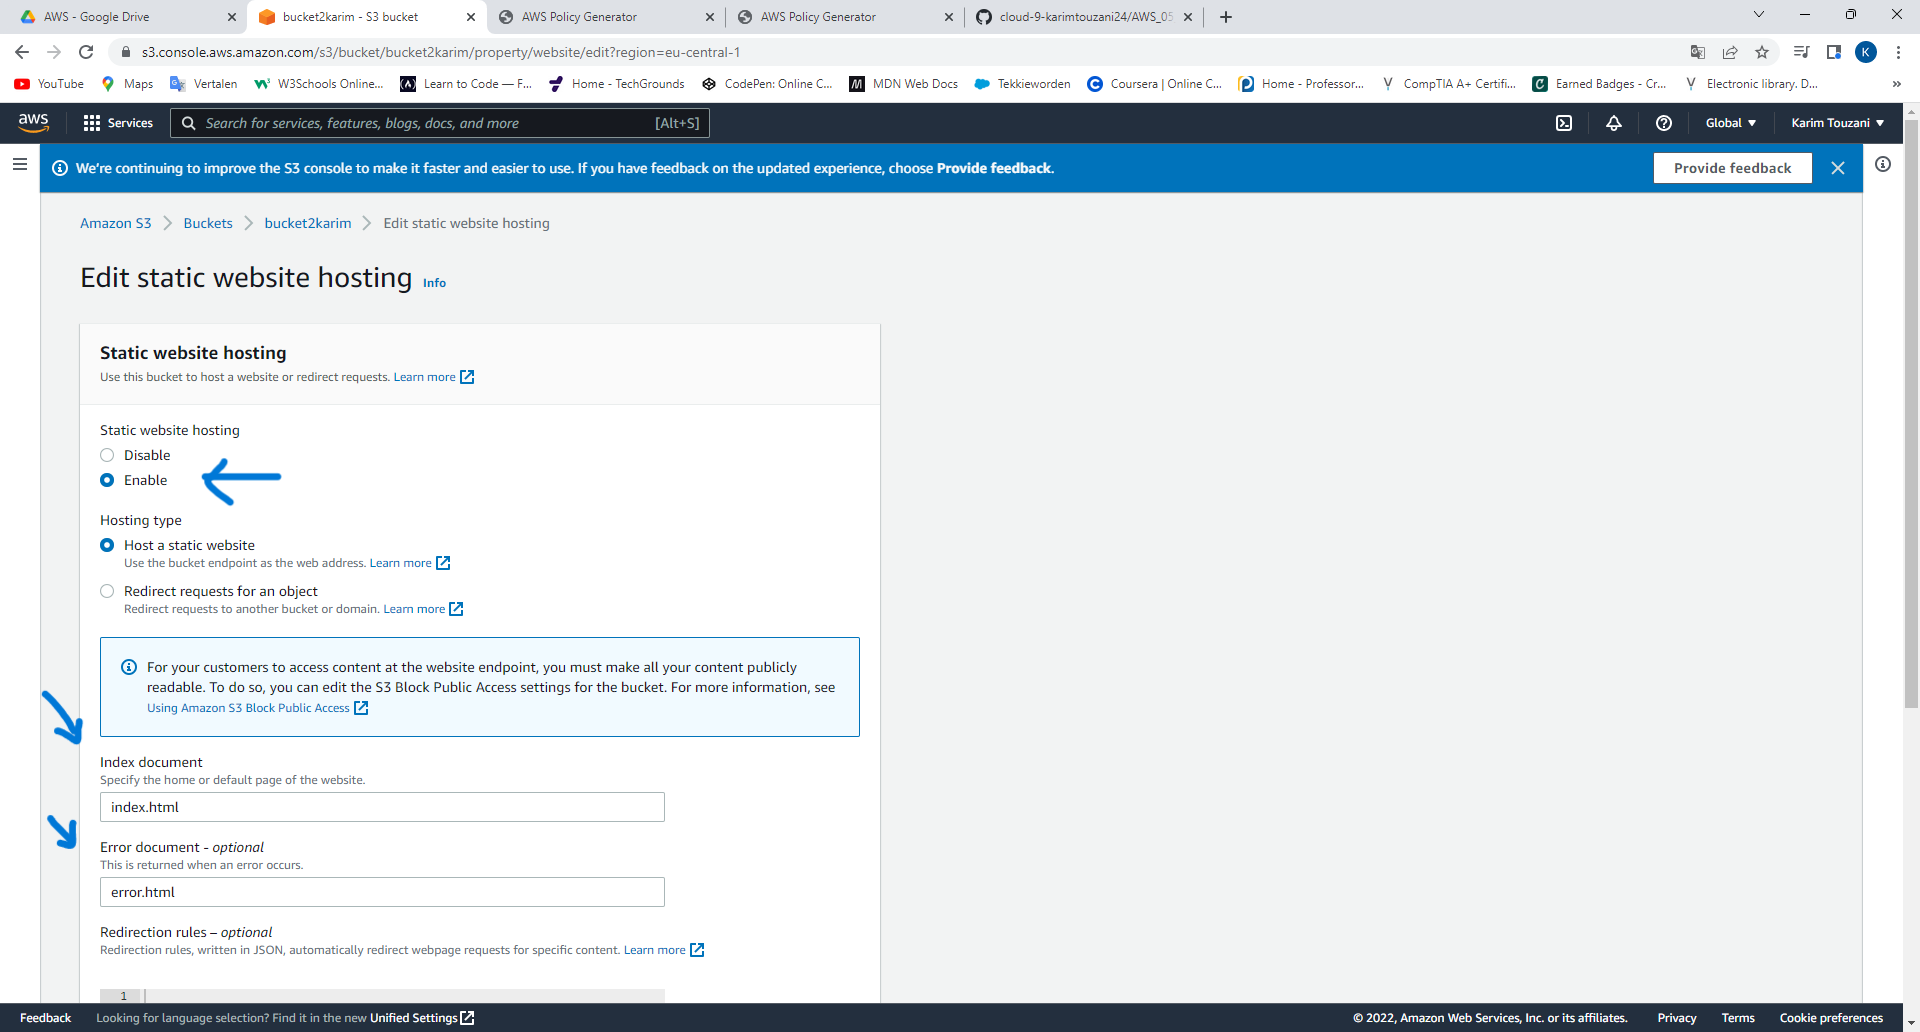 AWS - Google Drive
bucket2karim - S3 bucket
AWS Policy Generator
AWS Policy Generator
cloud-9-karimtouzani24/AWS_05
s3.console.aws.amazon.com/s3/bucket/bucket2karim/property/website/edit?region=eu-central-1
K
YouTube
Maps
Vertalen
W3Schools Online...
Learn to Code — F...
Home - TechGrounds
CodePen: Online C...
MDN Web Docs
Tekkieworden
Coursera | Online C...
Home - Professor...
CompTIA A+ Certifi...
Earned Badges - Cr...
Electronic library. D...
aws
Services
Search for services, features, blogs, docs, and more
[Alt+S]
Global
Karim Touzani
We're continuing to improve the S3 console to make it faster and easier to use. If you have feedback on the updated experience, choose Provide feedback.
Provide feedback
Amazon S3
Buckets
bucket2karim
Edit static website hosting
Edit static website hosting Info
Static website hosting
Use this bucket to host a website or redirect requests. Learn more
Static website hosting
Disable
Enable
Hosting type
Host a static website
Use the bucket endpoint as the web address. Learn more
Redirect requests for an object
Redirect requests to another bucket or domain. Learn more
For your customers to access content at the website endpoint, you must make all your content publicly
readable. To do so, you can edit the S3 Block Public Access settings for the bucket. For more information, see
Using Amazon S3 Block Public Access
Index document
Specify the home or default page of the website.
index.html
Error document - optional
This is returned when an error occurs.
error.html
Redirection rules – optional
Redirection rules, written in JSON, automatically redirect webpage requests for specific content. Learn more
1
Feedback
Looking for language selection? Find it in the new Unified Settings
© 2022, Amazon Web Services, Inc. or its affiliates.
Privacy
Terms
Cookie preferences